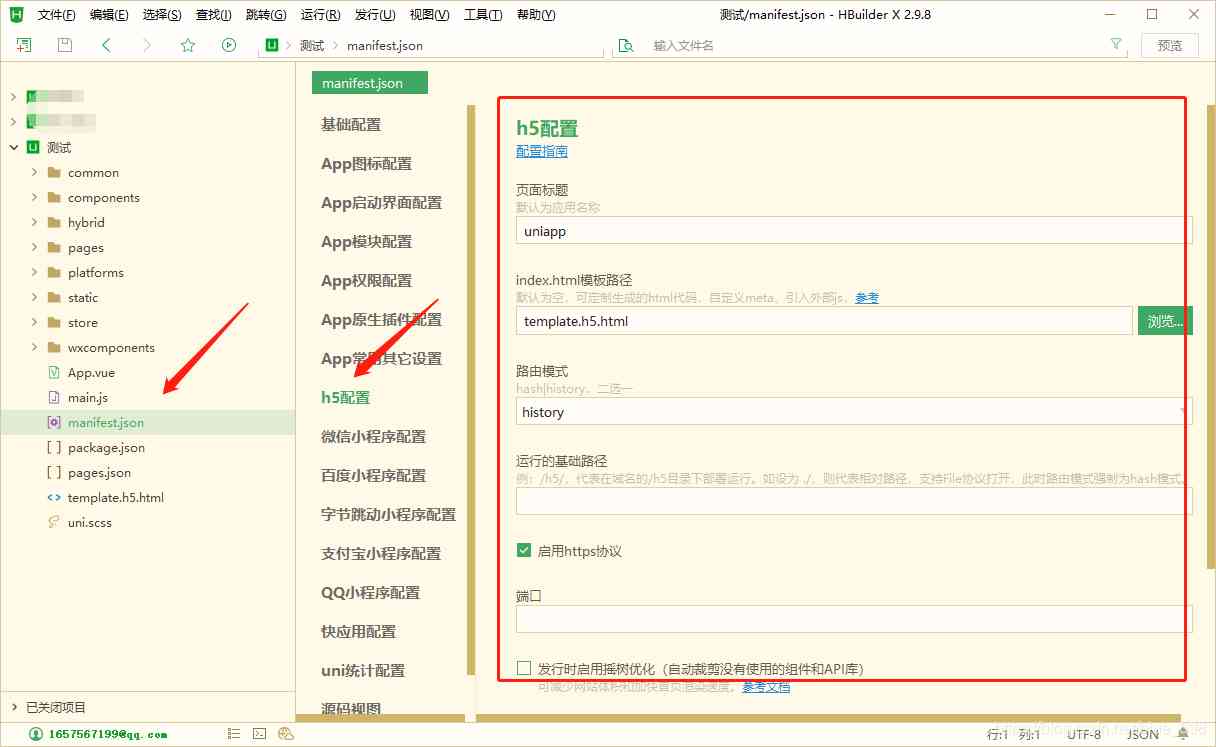 文件(F) 编辑(E) 选择(S) 查找(I) 跳转(G) 运行(R) 发行(U) 视图(V) 工具(T) 帮助(Y) 测试/manifest.json - HBuilder X 2.9.8
测试 manifest.json 输入文件名 预览
测试
common
components
hybrid
pages
platforms
static
store
wxcomponents
App.vue
main.js
manifest.json
package.json
pages.json
template.h5.html
uni.scss
已关闭项目
manifest.json
基础配置
App图标配置
App启动界面配置
App模块配置
App权限配置
App原生插件配置
App常用其它设置
h5配置
微信小程序配置
百度小程序配置
字节跳动小程序配置
支付宝小程序配置
QQ小程序配置
快应用配置
uni统计配置
源码视图
h5配置
配置指南
页面标题
默认为应用名称
uniapp
index.html模板路径
默认为空，可定制生成的html代码，自定义meta、引入外部js，参考
template.h5.html 浏览...
路由模式
hash|history，二选一
history
运行的基础路径
例：/h5/，代表在域名的/h5目录下部署运行。如设为 ./，则代表相对路径，支持File协议打开，此时路由模式强制为hash模式。
启用https协议
端口
发行时启用摇树优化（自动裁剪没有使用的组件和API库）
可减少网站体积和加快首页渲染速度，参考文档
1657567199@qq.com 行:1 列:1 UTF-8 JSON